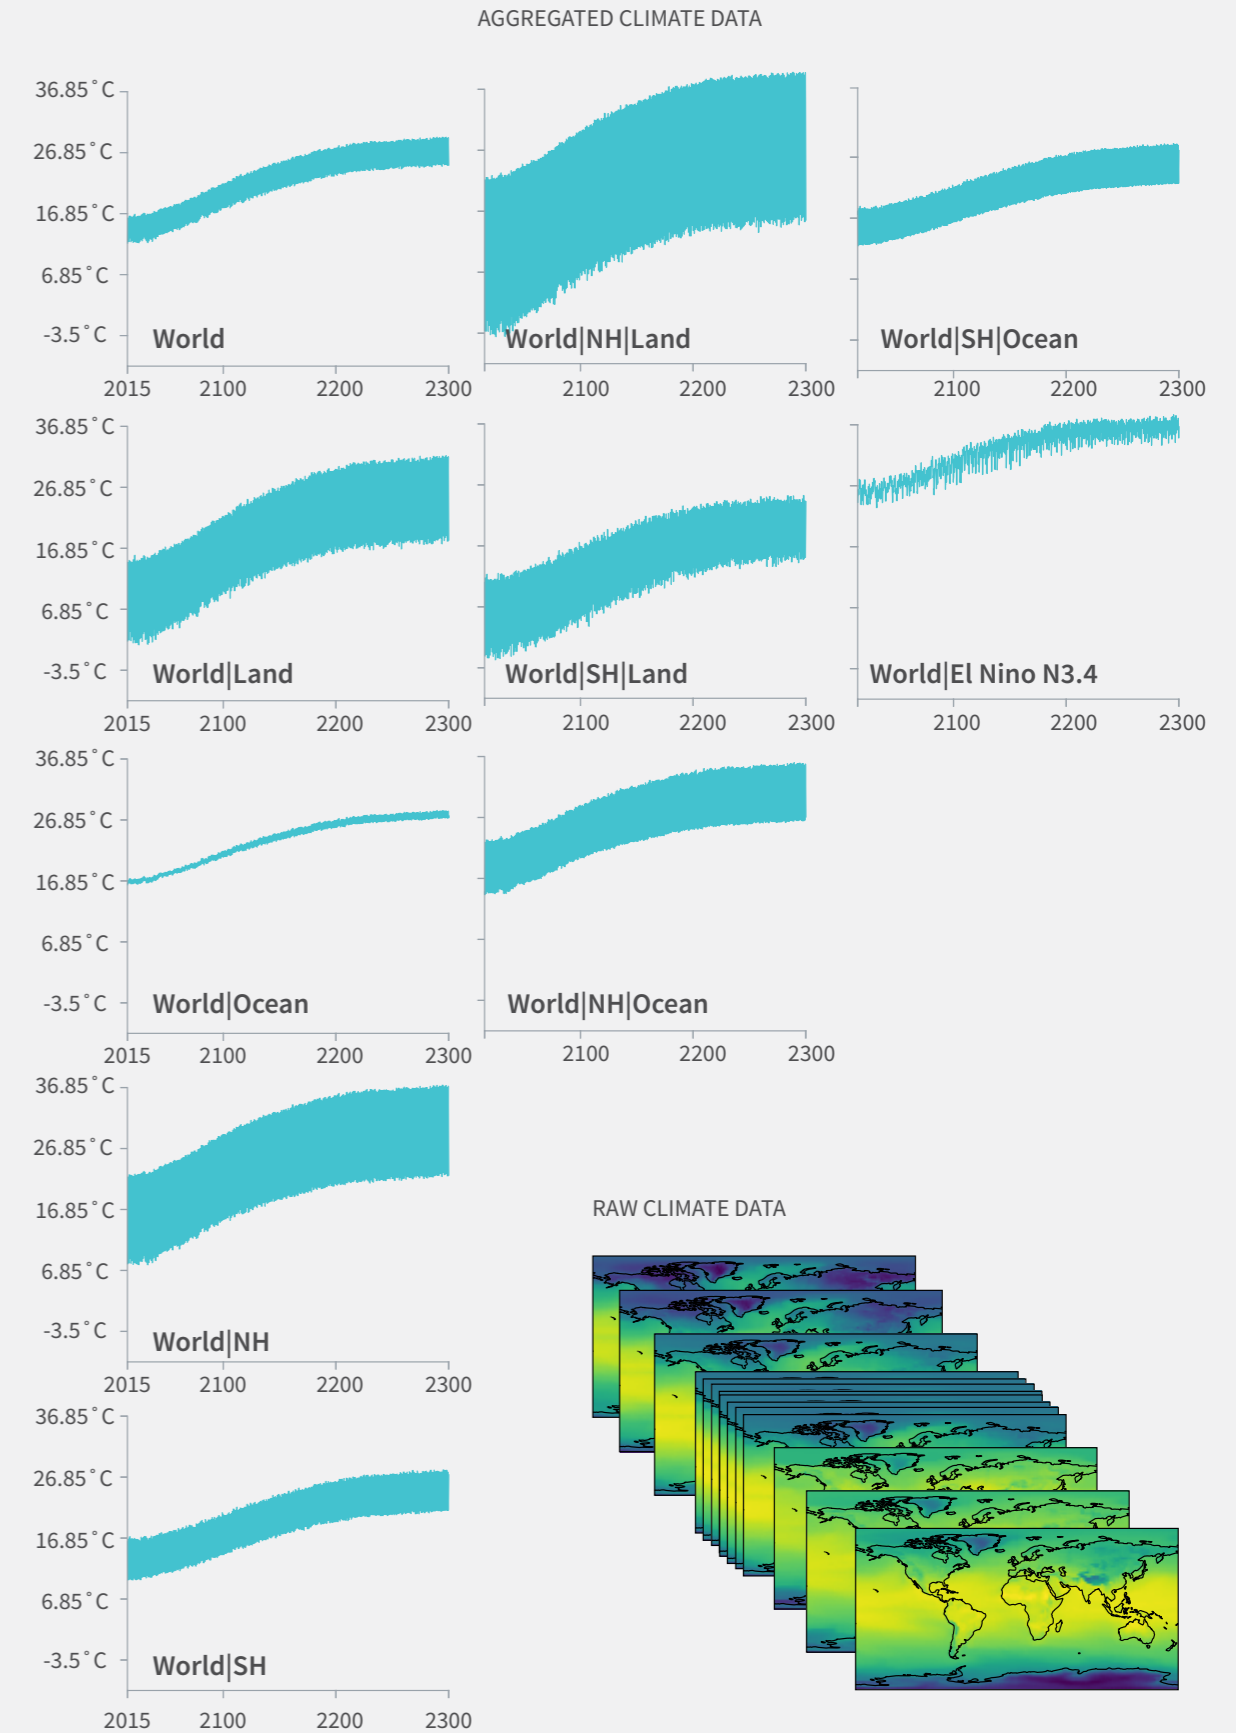 AGGREGATED CLIMATE DATA
36.85˚C
26.85˚C
16.85˚C
6.85˚C
-3.5˚C
World
World|NH|Land
World|SH|Ocean
2015 2100 2200 2300
2100 2200 2300
2100 2200 2300
36.85˚C
26.85˚C
16.85˚C
6.85˚C
-3.5˚C
World|Land
World|SH|Land
World|El Nino N3.4
2015 2100 2200 2300
2100 2200 2300
2100 2200 2300
36.85˚C
26.85˚C
16.85˚C
6.85˚C
-3.5˚C
World|Ocean
World|NH|Ocean
2015 2100 2200 2300
2100 2200 2300
36.85˚C
26.85˚C
16.85˚C
6.85˚C
-3.5˚C
World|NH
2015 2100 2200 2300
RAW CLIMATE DATA
36.85˚C
26.85˚C
16.85˚C
6.85˚C
-3.5˚C
World|SH
2015 2100 2200 2300